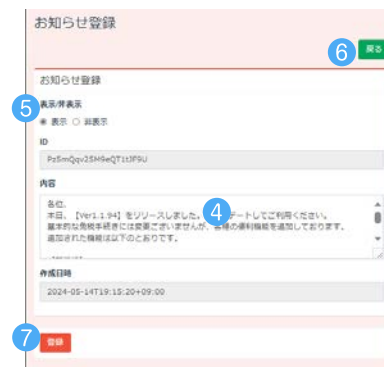 お知らせ登録
6 戻る
お知らせ登録
5 表示/非表示
表示 非表示
ID
内容
各位、
本日、【Ver1.1.94】をリリースしました。 4 デートしてご利用ください。
基本的な免税手続きには変更ございませんが、各種の便利機能を追加しております。
追加された機能は以下のとおりです。
作成日時
2024-05-14T19:15:20+09:00
7 登録